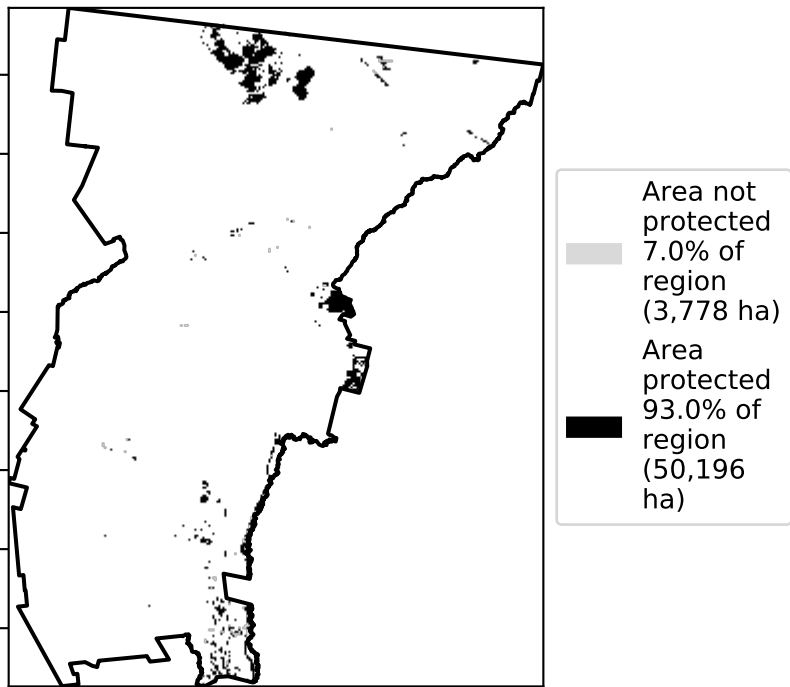 Area not
protected
7.0% of
region
(3,778 ha)
Area
protected
93.0% of
region
(50,196
ha)